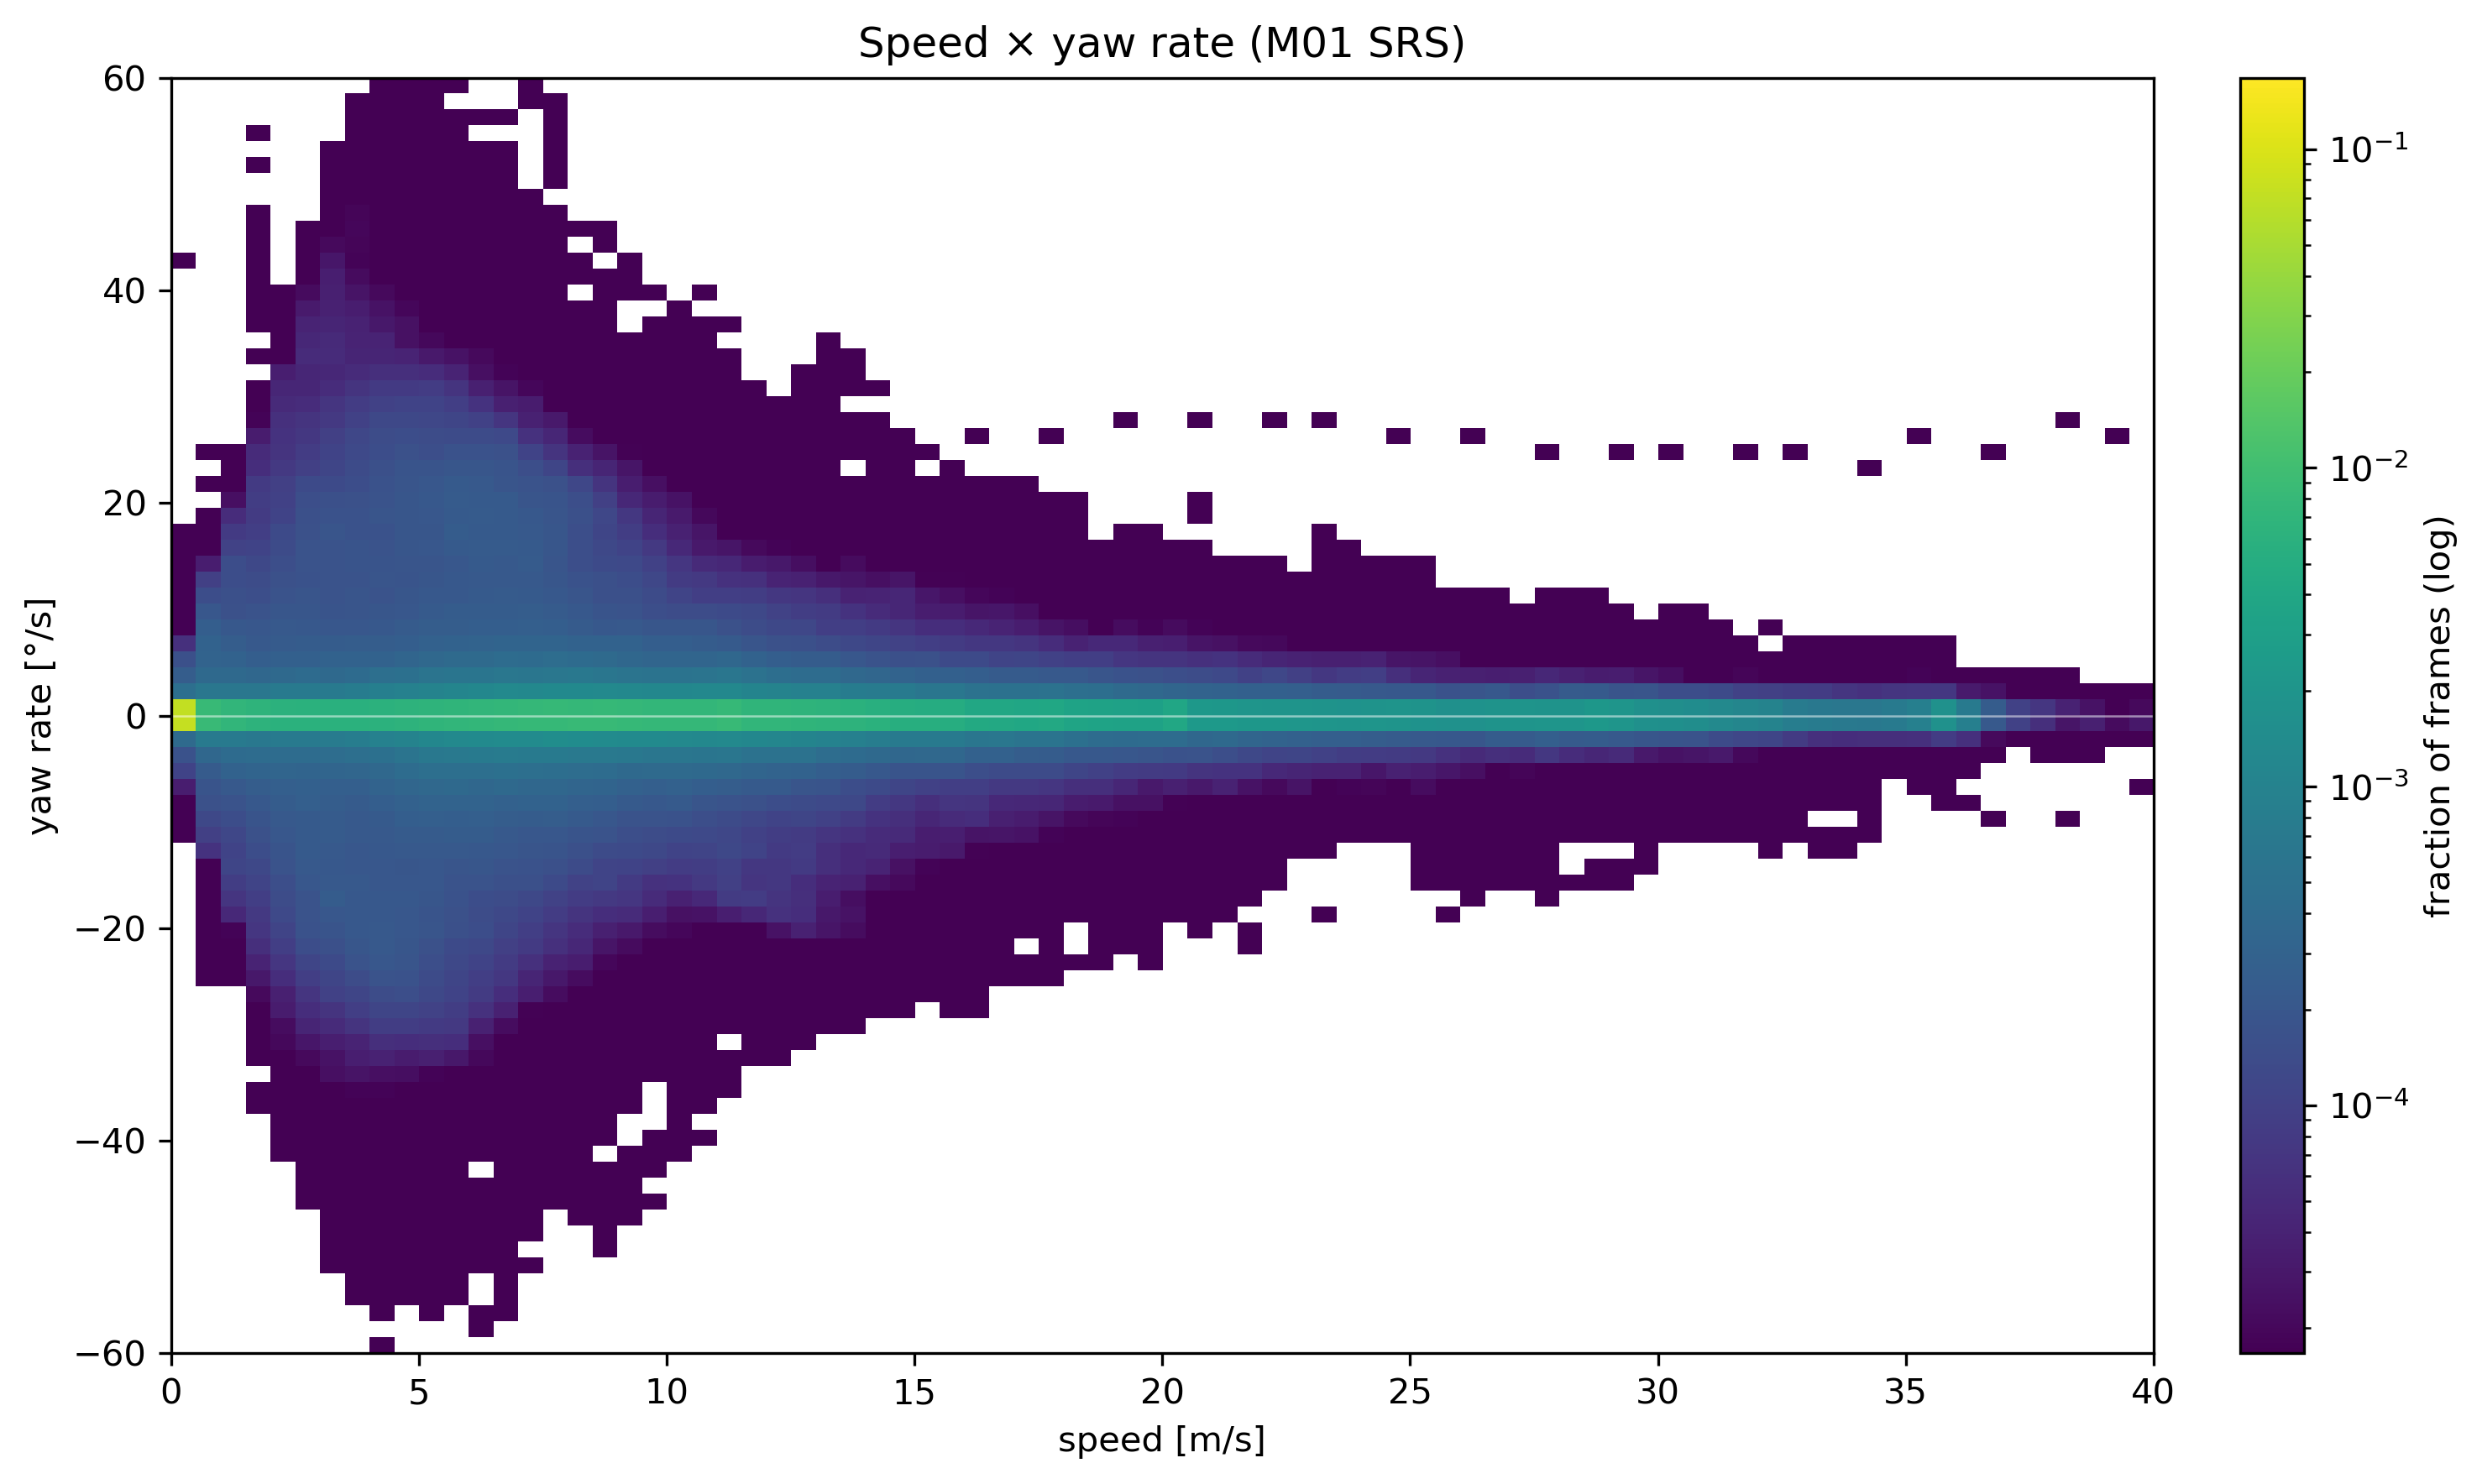 Speed × yaw rate (M01 SRS)
60
40
20
0
−20
−40
−60
yaw rate [°/s]
0 5 10 15 20 25 30 35 40
speed [m/s]
10⁻¹
10⁻²
10⁻³
10⁻⁴
fraction of frames (log)